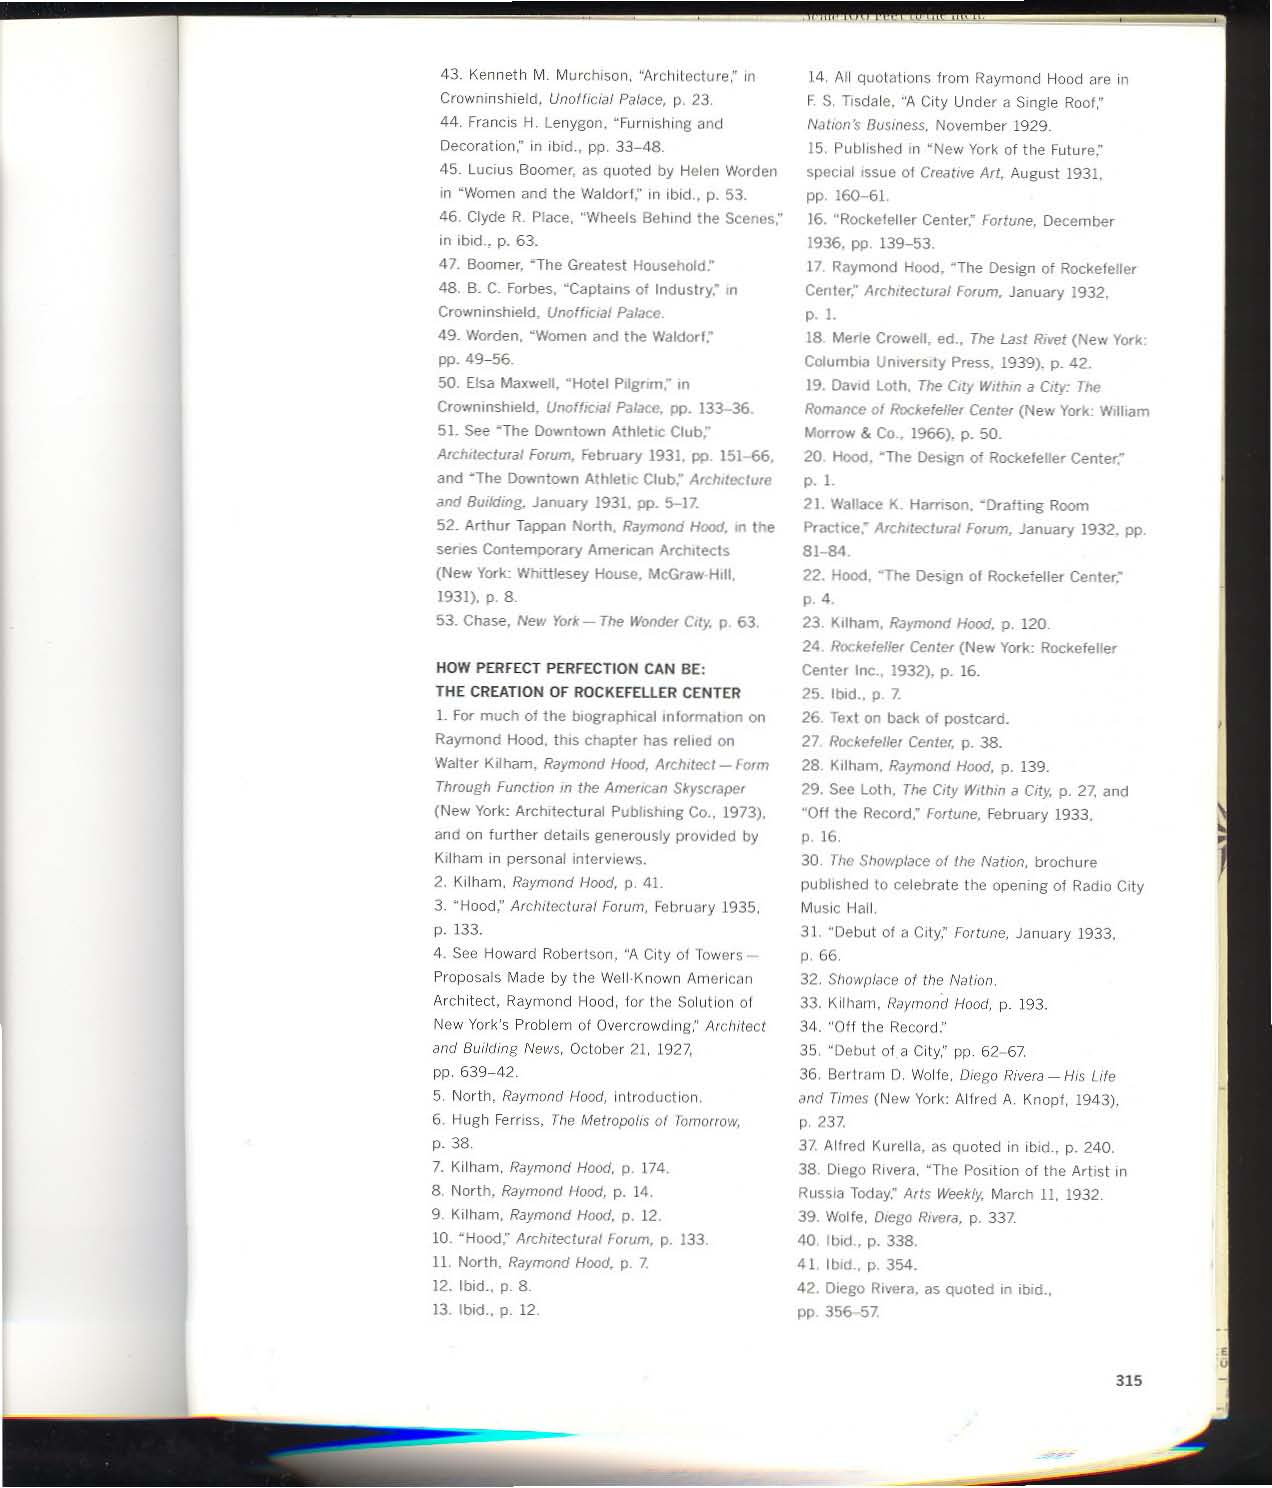 43. Kenneth M. Murchison, “Architecture,” in
Crowninshield, Unofficial Palace, p. 23.
44. Francis H. Lenygon, “Furnishing and
Decoration,” in ibid., pp. 33–48.
45. Lucius Boomer, as quoted by Helen Worden
in “Women and the Waldorf,” in ibid., p. 53.
46. Clyde R. Place, “Wheels Behind the Scenes,”
in ibid., p. 63.
47. Boomer, “The Greatest Household.”
48. B. C. Forbes, “Captains of Industry,” in
Crowninshield, Unofficial Palace.
49. Worden, “Women and the Waldorf,”
pp. 49–56.
50. Elsa Maxwell, “Hotel Pilgrim,” in
Crowninshield, Unofficial Palace, pp. 133–36.
51. See “The Downtown Athletic Club,”
Architectural Forum, February 1931, pp. 151–66,
and “The Downtown Athletic Club,” Architecture
and Building, January 1931, pp. 5–17.
52. Arthur Tappan North, Raymond Hood, in the
series Contemporary American Architects
(New York: Whittlesey House, McGraw-Hill,
1931), p. 8.
53. Chase, New York — The Wonder City, p. 63.
HOW PERFECT PERFECTION CAN BE:
THE CREATION OF ROCKEFELLER CENTER
1. For much of the biographical information on
Raymond Hood, this chapter has relied on
Walter Kilham, Raymond Hood, Architect — Form
Through Function in the American Skyscraper
(New York: Architectural Publishing Co., 1973),
and on further details generously provided by
Kilham in personal interviews.
2. Kilham, Raymond Hood, p. 41.
3. “Hood,” Architectural Forum, February 1935,
p. 133.
4. See Howard Robertson, “A City of Towers —
Proposals Made by the Well-Known American
Architect, Raymond Hood, for the Solution of
New York's Problem of Overcrowding,” Architect
and Building News, October 21, 1927,
pp. 639–42.
5. North, Raymond Hood, introduction.
6. Hugh Ferriss, The Metropolis of Tomorrow,
p. 38.
7. Kilham, Raymond Hood, p. 174.
8. North, Raymond Hood, p. 14.
9. Kilham, Raymond Hood, p. 12.
10. “Hood,” Architectural Forum, p. 133.
11. North, Raymond Hood, p. 7.
12. Ibid., p. 8.
13. Ibid., p. 12.
14. All quotations from Raymond Hood are in
F. S. Tisdale, “A City Under a Single Roof,”
Nation's Business, November 1929.
15. Published in “New York of the Future,”
special issue of Creative Art, August 1931,
pp. 160–61.
16. “Rockefeller Center,” Fortune, December
1936, pp. 139–53.
17. Raymond Hood, “The Design of Rockefeller
Center,” Architectural Forum, January 1932,
p. 1.
18. Merle Crowell, ed., The Last Rivet (New York:
Columbia University Press, 1939), p. 42.
19. David Loth, The City Within a City: The
Romance of Rockefeller Center (New York: William
Morrow & Co., 1966), p. 50.
20. Hood, “The Design of Rockefeller Center,”
p. 1.
21. Wallace K. Harrison, “Drafting Room
Practice,” Architectural Forum, January 1932, pp.
81–84.
22. Hood, “The Design of Rockefeller Center,”
p. 4.
23. Kilham, Raymond Hood, p. 120.
24. Rockefeller Center (New York: Rockefeller
Center Inc., 1932), p. 16.
25. Ibid., p. 7.
26. Text on back of postcard.
27. Rockefeller Center, p. 38.
28. Kilham, Raymond Hood, p. 139.
29. See Loth, The City Within a City, p. 27, and
“Off the Record,” Fortune, February 1933,
p. 16.
30. The Showplace of the Nation, brochure
published to celebrate the opening of Radio City
Music Hall.
31. “Debut of a City,” Fortune, January 1933,
p. 66.
32. Showplace of the Nation.
33. Kilham, Raymond Hood, p. 193.
34. “Off the Record.”
35. “Debut of a City,” pp. 62–67.
36. Bertram D. Wolfe, Diego Rivera — His Life
and Times (New York: Alfred A. Knopf, 1943),
p. 237.
37. Alfred Kurella, as quoted in ibid., p. 240.
38. Diego Rivera, “The Position of the Artist in
Russia Today,” Arts Weekly, March 11, 1932.
39. Wolfe, Diego Rivera, p. 337.
40. Ibid., p. 338.
41. Ibid., p. 354.
42. Diego Rivera, as quoted in ibid.,
pp. 356–57.
315